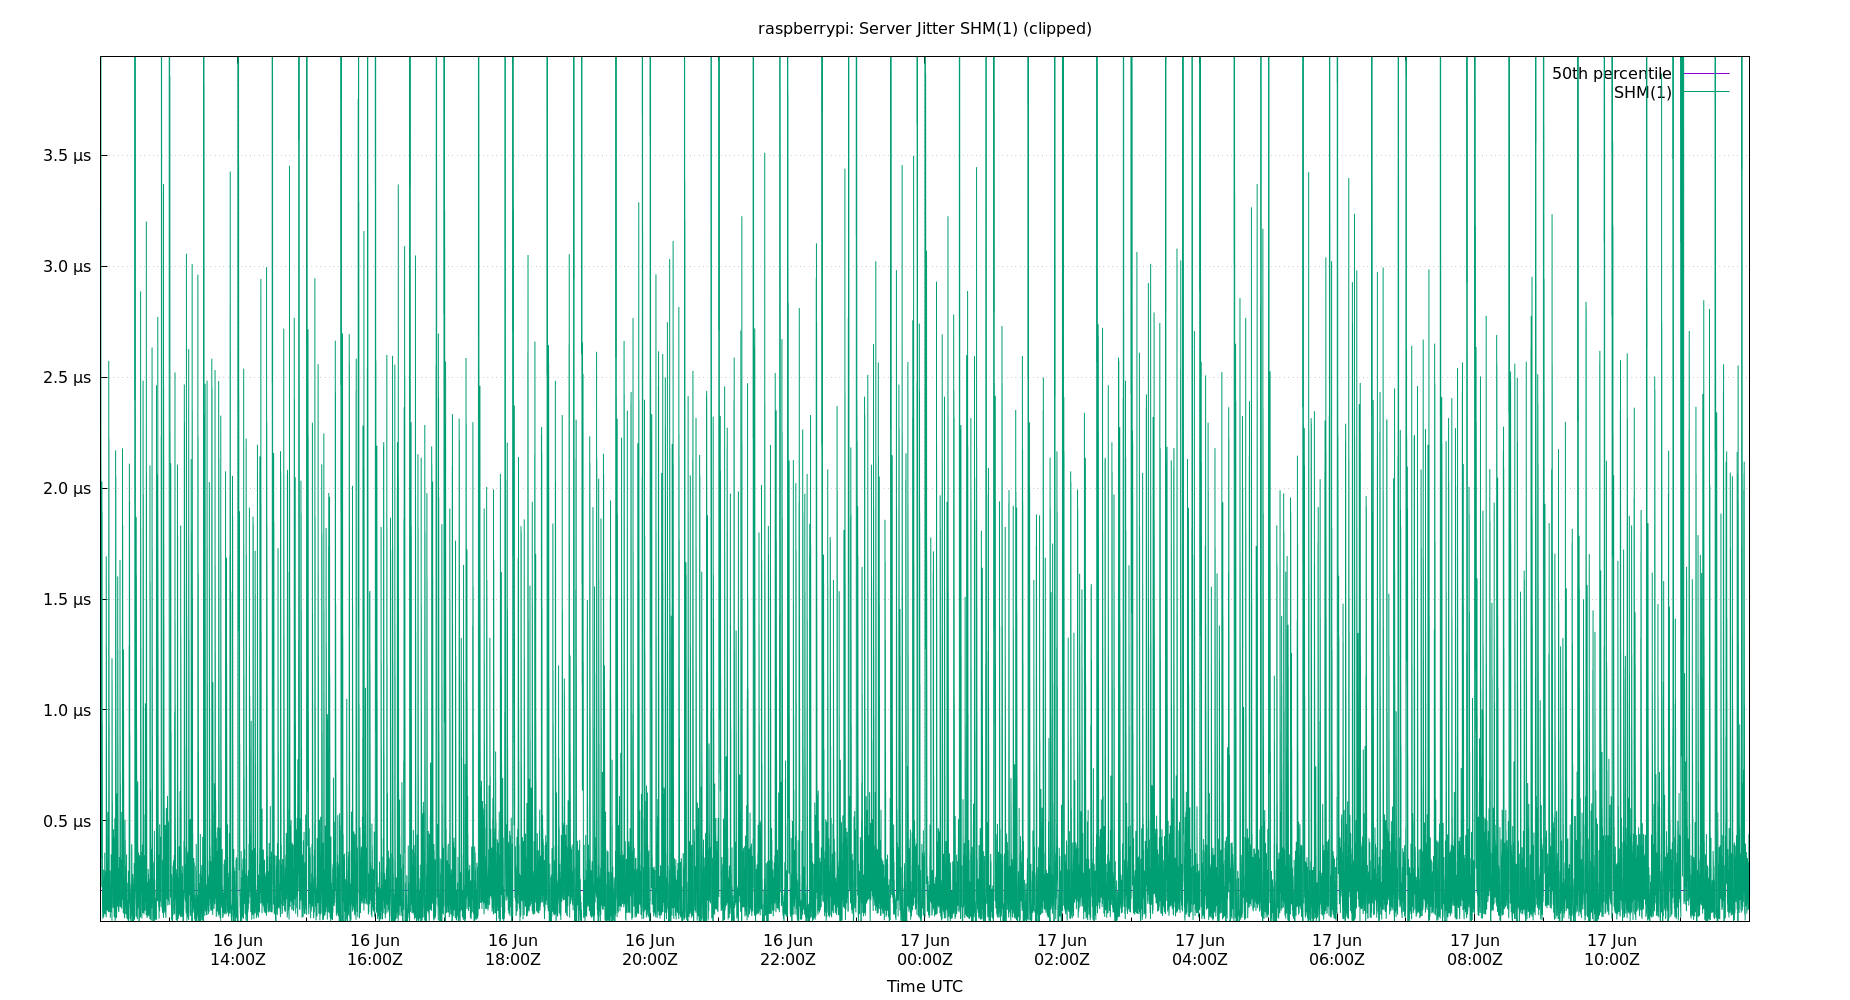 raspberrypi: Server Jitter SHM(1) (clipped)
50th percentile
SHM(1)
3.5 µs
3.0 µs
2.5 µs
2.0 µs
1.5 µs
1.0 µs
0.5 µs
16 Jun 16 Jun 16 Jun 16 Jun 16 Jun 17 Jun 17 Jun 17 Jun 17 Jun 17 Jun 17 Jun
14:00Z 16:00Z 18:00Z 20:00Z 22:00Z 00:00Z 02:00Z 04:00Z 06:00Z 08:00Z 10:00Z
Time UTC